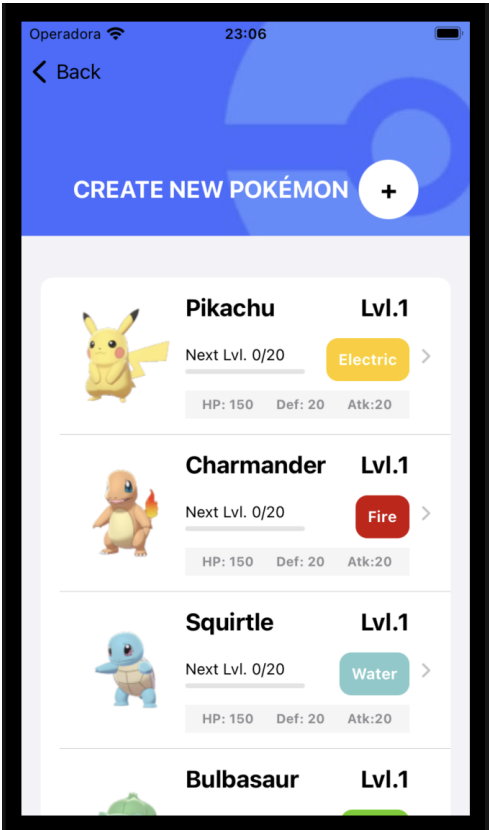 Operadora 23:06
Back
CREATE NEW POKÉMON +
Pikachu Lvl.1
Next Lvl. 0/20 Electric
HP: 150 Def: 20 Atk:20
Charmander Lvl.1
Next Lvl. 0/20 Fire
HP: 150 Def: 20 Atk:20
Squirtle Lvl.1
Next Lvl. 0/20 Water
HP: 150 Def: 20 Atk:20
Bulbasaur Lvl.1